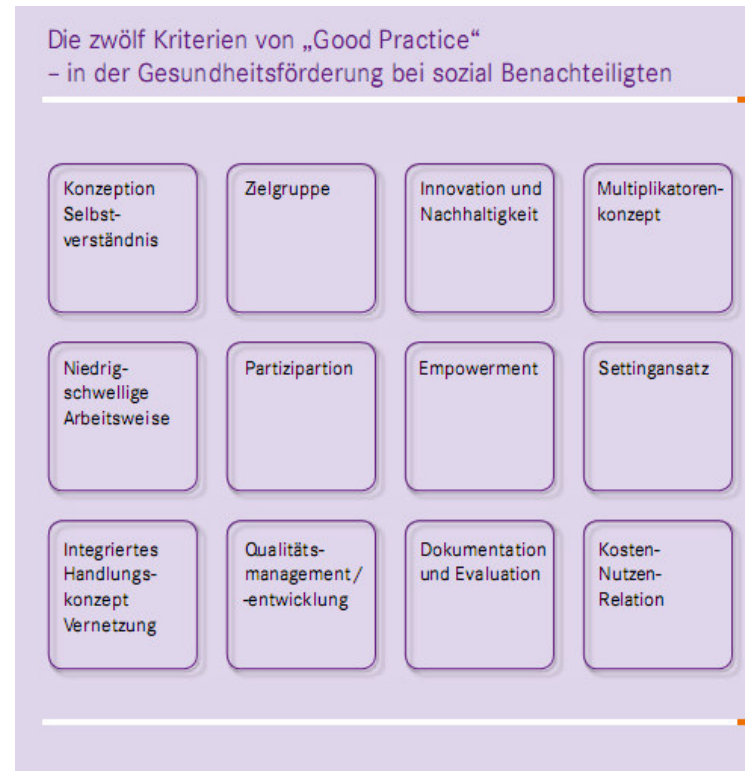 Die zwölf Kriterien von „Good Practice“
– in der Gesundheitsförderung bei sozial Benachteiligten
Konzeption
Selbst-
verständnis
Zielgruppe
Innovation und
Nachhaltigkeit
Multiplikatoren-
konzept
Niedrig-
schwellige
Arbeitsweise
Partizipartion
Empowerment
Settingansatz
Integriertes
Handlungs-
konzept
Vernetzung
Qualitäts-
management/
-entwicklung
Dokumentation
und Evaluation
Kosten-
Nutzen-
Relation